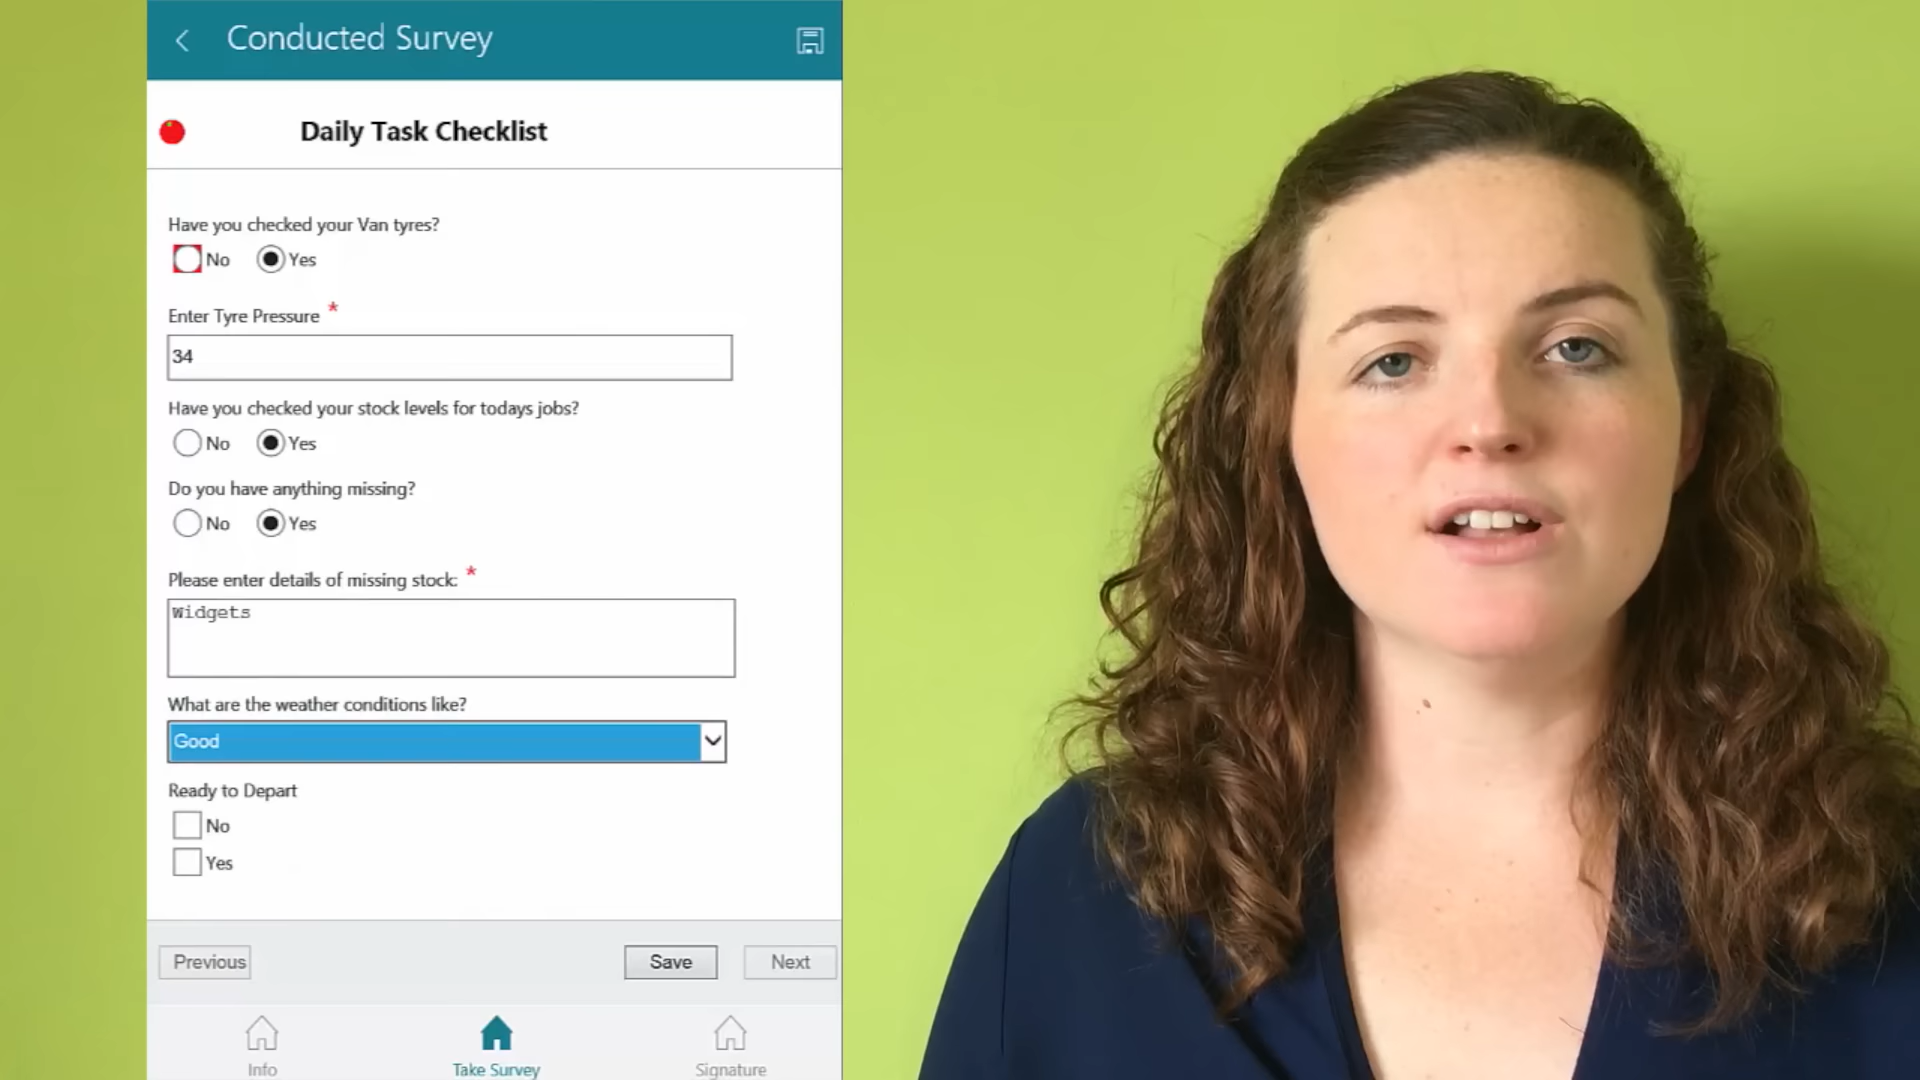 Conducted Survey
Daily Task Checklist
Have you checked your Van tyres?
No Yes
Enter Tyre Pressure *
34
Have you checked your stock levels for todays jobs?
No Yes
Do you have anything missing?
No Yes
Please enter details of missing stock: *
Widgets
What are the weather conditions like?
Good
Ready to Depart
No
Yes
Previous Save Next
Info Take Survey Signature